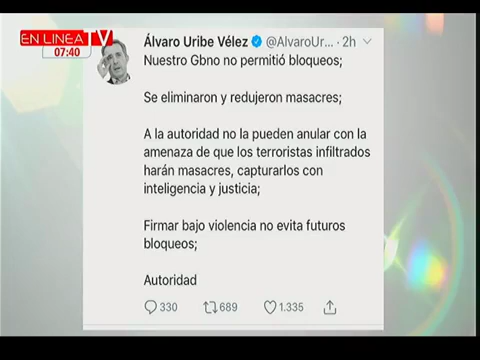 EN LINEA TV
07:40
Álvaro Uribe Vélez @AlvaroUr... · 2h
Nuestro Gbno no permitió bloqueos;
Se eliminaron y redujeron masacres;
A la autoridad no la pueden anular con la
amenaza de que los terroristas infiltrados
harán masacres, capturarlos con
inteligencia y justicia;
Firmar bajo violencia no evita futuros
bloqueos;
Autoridad
330 689 1.335